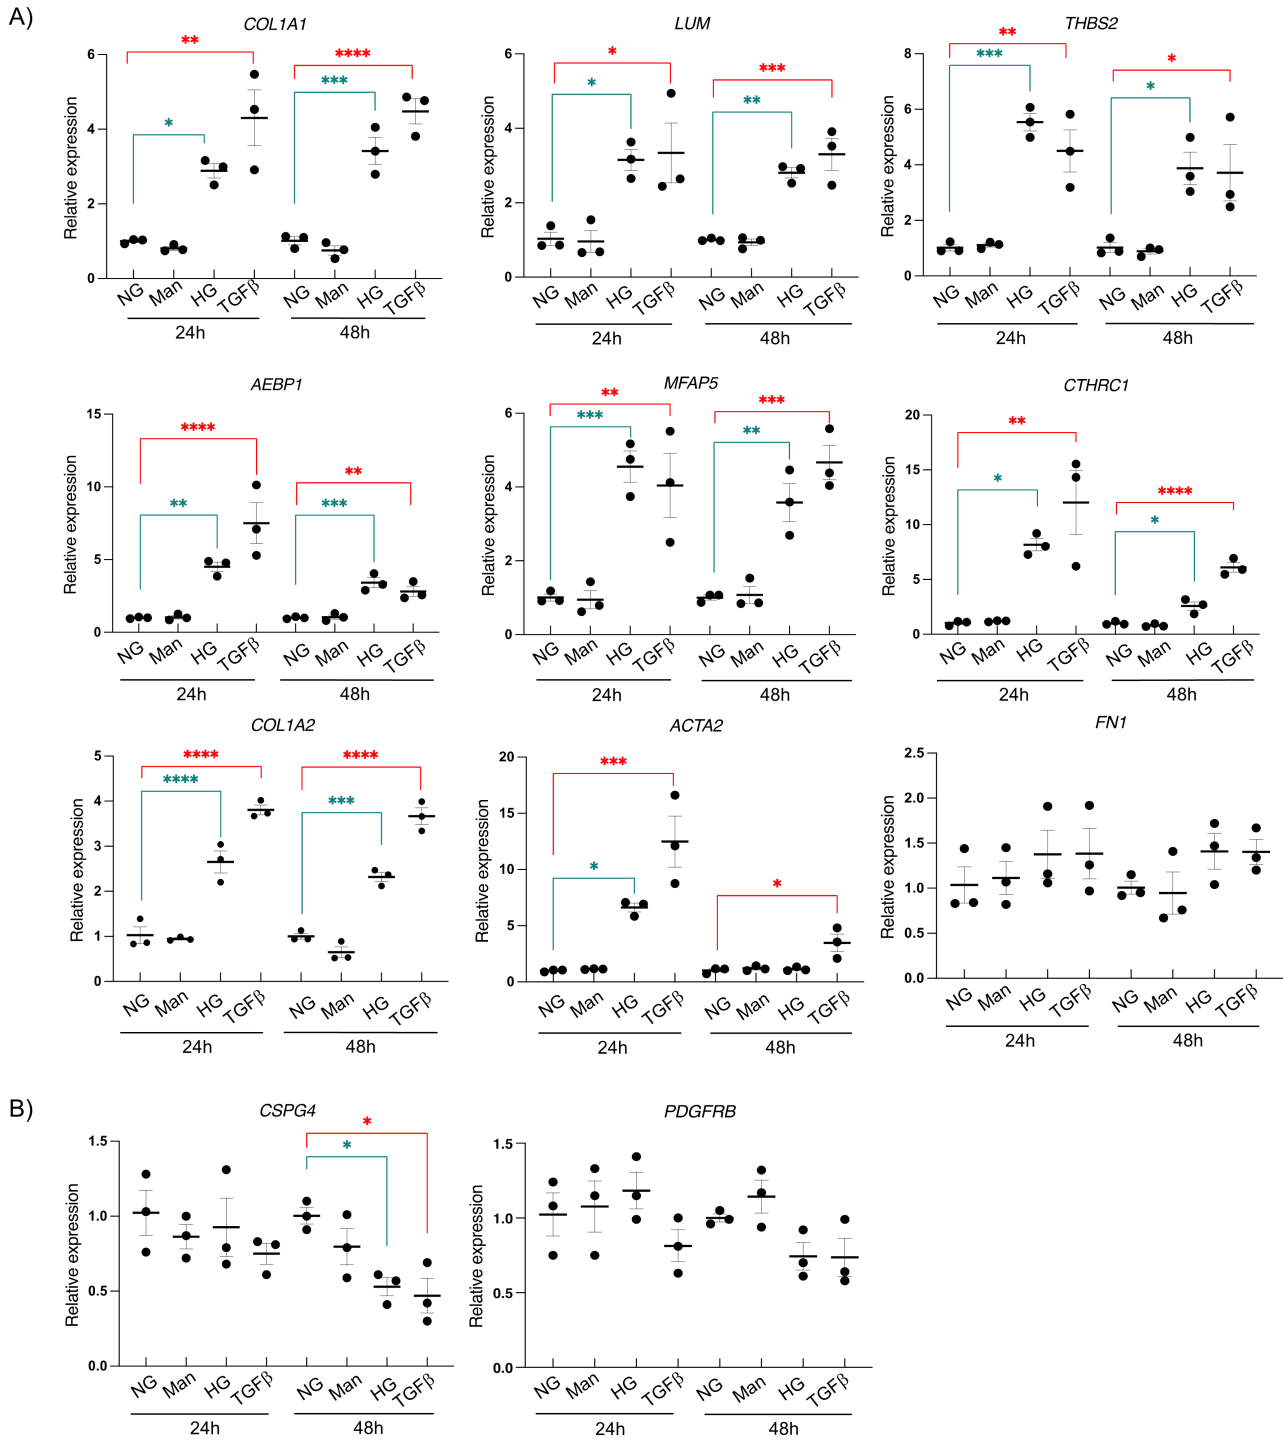 A)
COL1A1
LUM
THBS2
** **** * *** ** *
* *** * ** *** *
Relative expression
6
4
2
0
NG Man HG TGFβ NG Man HG TGFβ
24h 48h
Relative expression
6
4
2
0
NG Man HG TGFβ NG Man HG TGFβ
24h 48h
Relative expression
8
6
4
2
0
NG Man HG TGFβ NG Man HG TGFβ
24h 48h
AEBP1
MFAP5
CTHRC1
**** ** ** *** ** ****
** *** *** ** * *
Relative expression
15
10
5
0
NG Man HG TGFβ NG Man HG TGFβ
24h 48h
Relative expression
6
4
2
0
NG Man HG TGFβ NG Man HG TGFβ
24h 48h
Relative expression
20
15
10
5
0
NG Man HG TGFβ NG Man HG TGFβ
24h 48h
COL1A2
ACTA2
FN1
**** **** *** *
**** *** *
Relative expression
5
4
3
2
1
0
NG Man HG TGFβ NG Man HG TGFβ
24h 48h
Relative expression
20
15
10
5
0
NG Man HG TGFβ NG Man HG TGFβ
24h 48h
Relative expression
2.5
2.0
1.5
1.0
0.5
0.0
NG Man HG TGFβ NG Man HG TGFβ
24h 48h
B)
CSPG4
PDGFRB
*
*
Relative expression
1.5
1.0
0.5
0.0
NG Man HG TGFβ NG Man HG TGFβ
24h 48h
Relative expression
1.5
1.0
0.5
0.0
NG Man HG TGFβ NG Man HG TGFβ
24h 48h